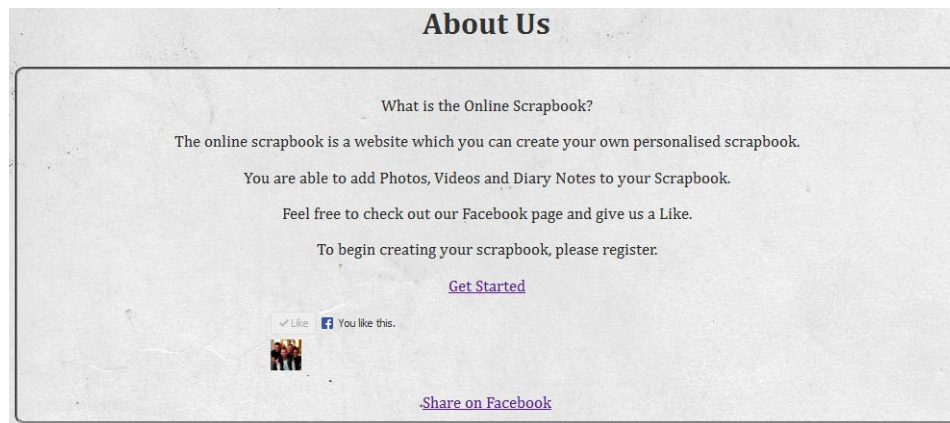 About Us
What is the Online Scrapbook?
The online scrapbook is a website which you can create your own personalised scrapbook.
You are able to add Photos, Videos and Diary Notes to your Scrapbook.
Feel free to check out our Facebook page and give us a Like.
To begin creating your scrapbook, please register.
Get Started
Like You like this.
Share on Facebook